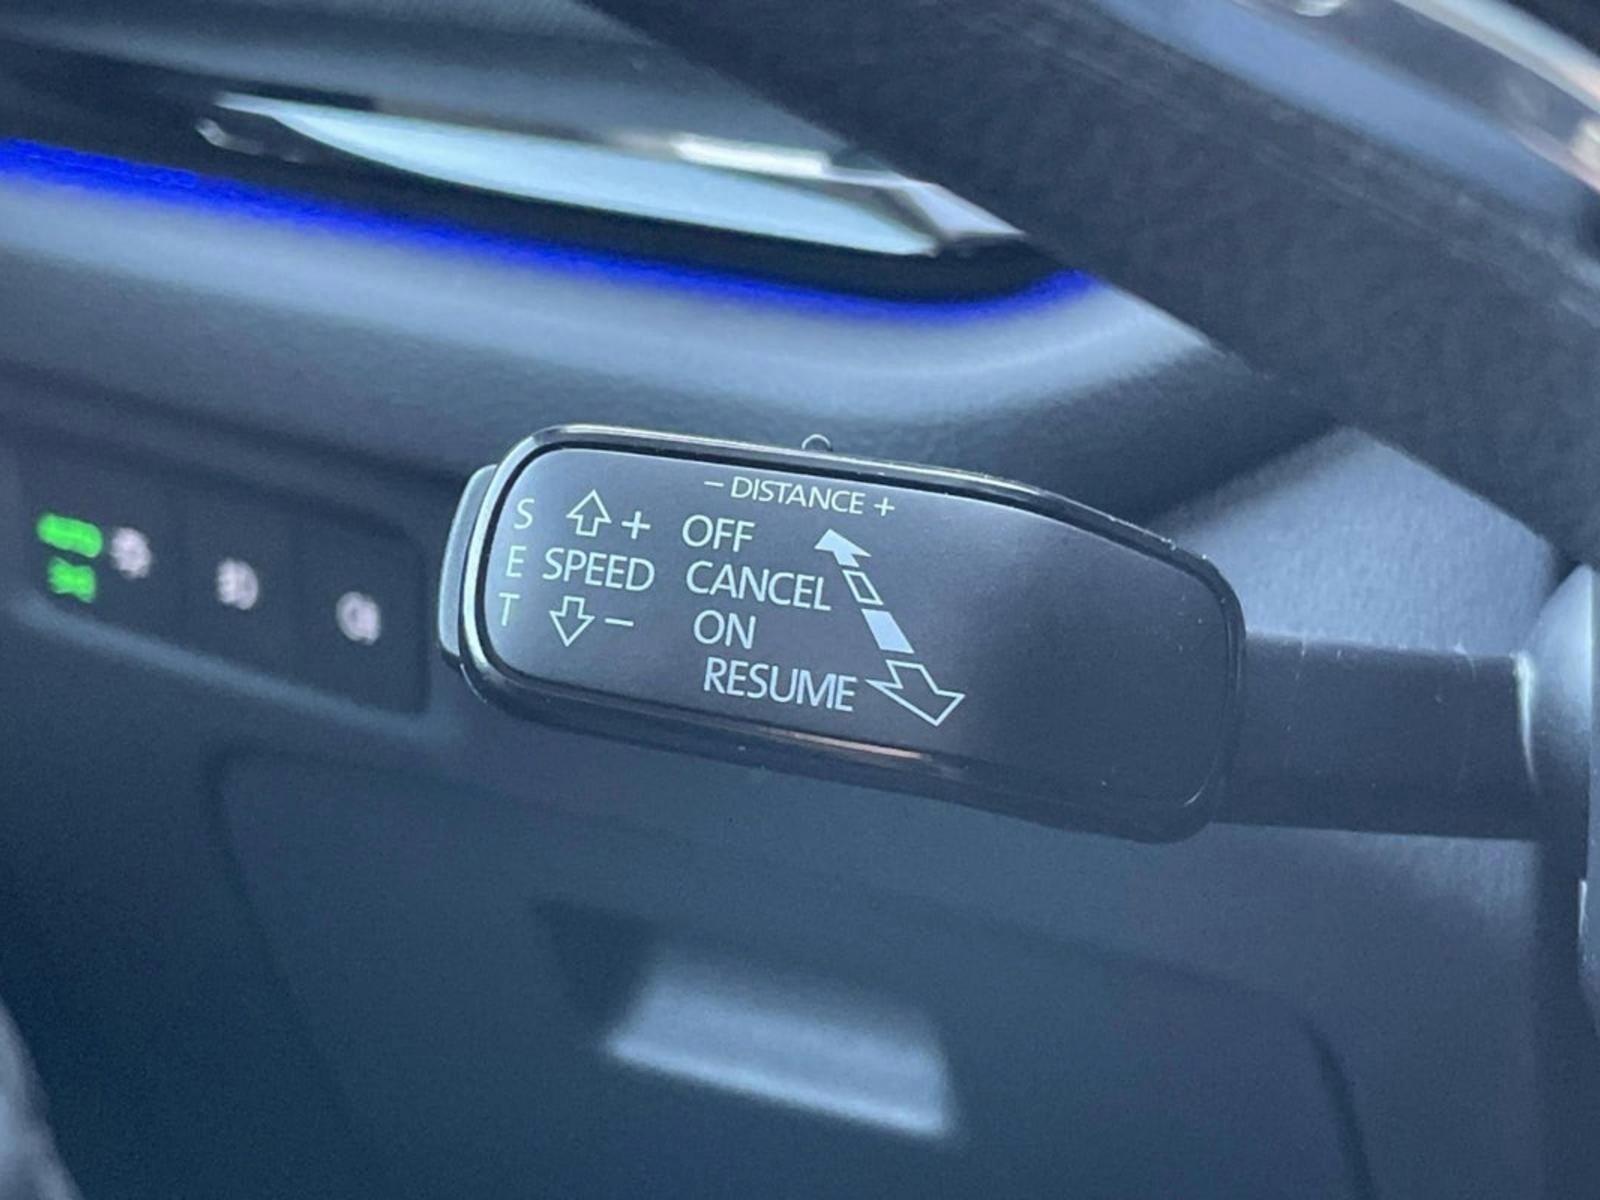 − DISTANCE +
S + OFF
E SPEED CANCEL
T − ON
RESUME